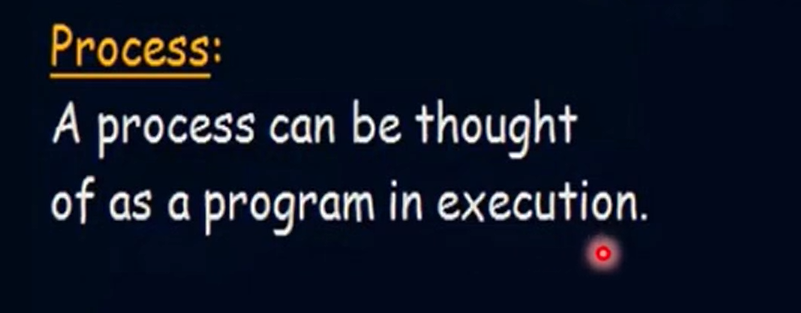 Process:
A process can be thought
of as a program in execution.